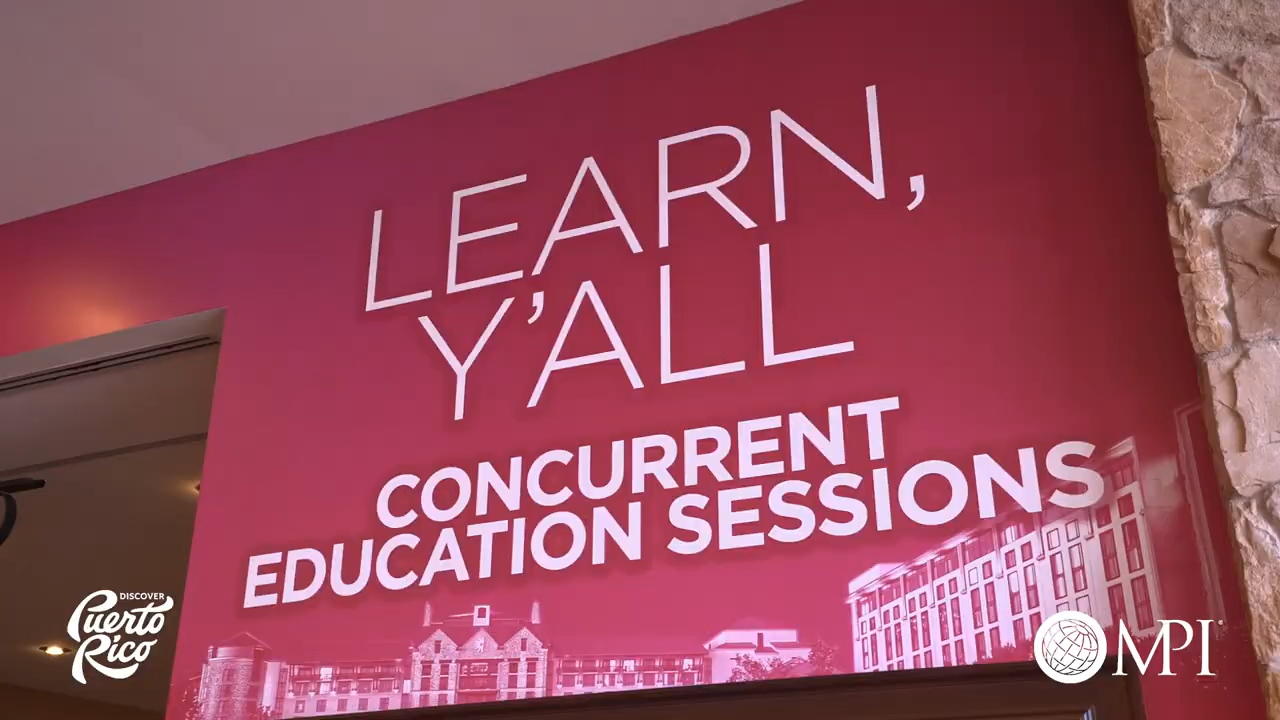 LEARN,
Y'ALL
CONCURRENT
EDUCATION SESSIONS
DISCOVER
Puerto
Rico
MPI